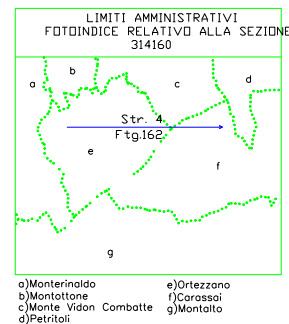 LIMITI AMMINISTRATIVI
FOTOINDICE RELATIVO ALLA SEZIONE
314160
a
b
c
d
Str. 4
Ftg.162
e
f
g
a)Monterinaldo
b)Montottone
c)Monte Vidon Combatte
d)Petritoli
e)Ortezzano
f)Carassai
g)Montalto